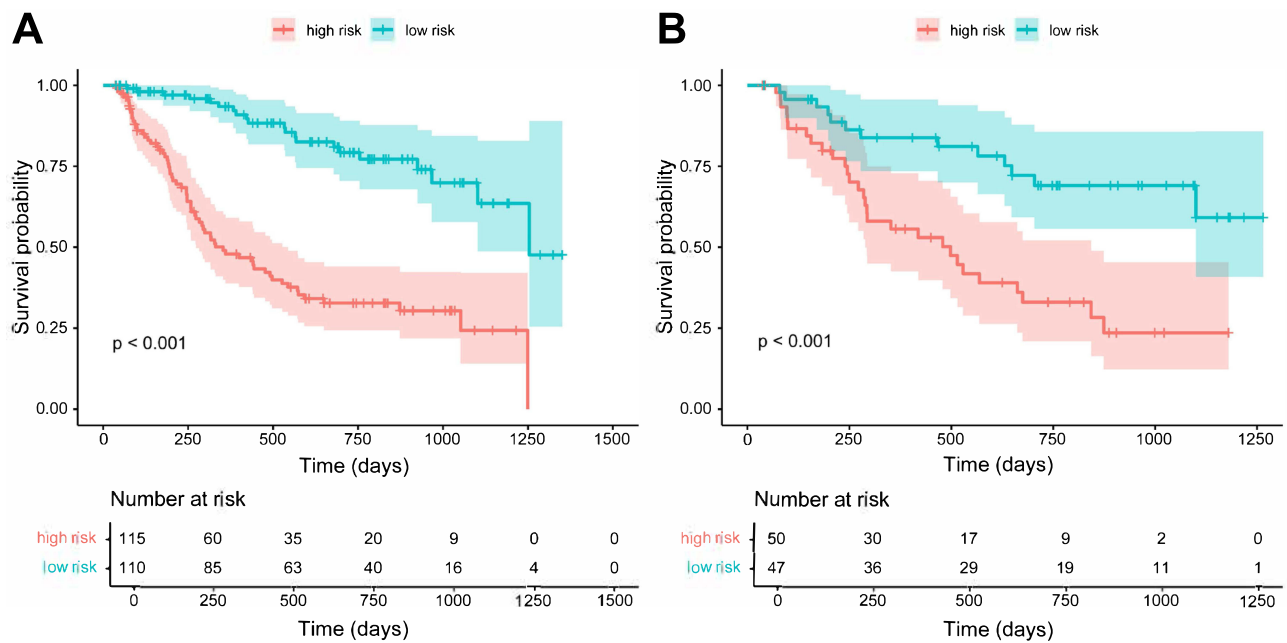 A
high risk low risk
Survival probability
1.00
0.75
0.50
0.25
0.00
p < 0.001
0 250 500 750 1000 1250 1500
Time (days)
Number at risk
high risk 115 60 35 20 9 0 0
low risk 110 85 63 40 16 4 0
0 250 500 750 1000 1250 1500
Time (days)
B
high risk low risk
Survival probability
1.00
0.75
0.50
0.25
0.00
p < 0.001
0 250 500 750 1000 1250
Time (days)
Number at risk
high risk 50 30 17 9 2 0
low risk 47 36 29 19 11 1
0 250 500 750 1000 1250
Time (days)